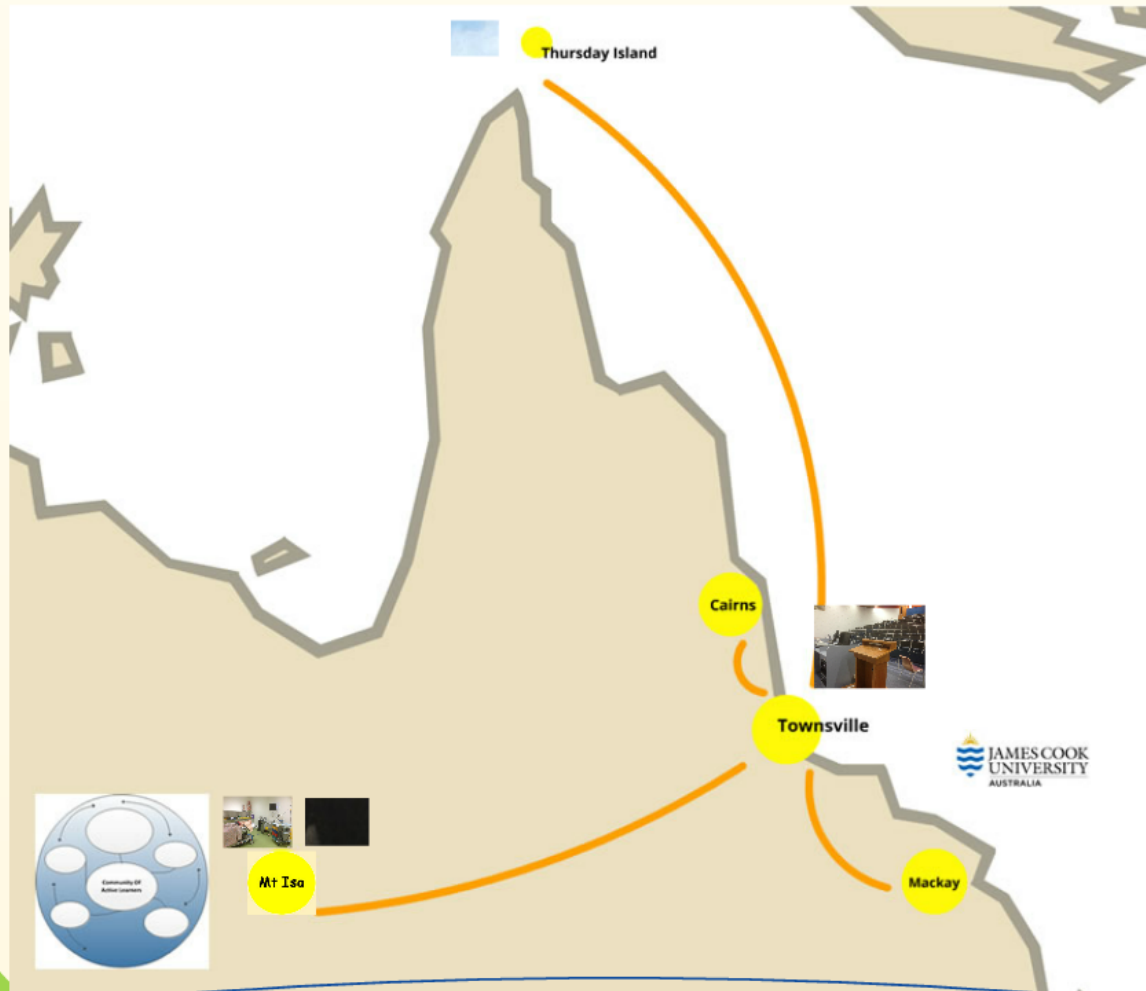 Thursday Island
Cairns
Townsville
JAMES COOK
UNIVERSITY
AUSTRALIA
Community Of
Active Learners
Mt Isa
Mackay